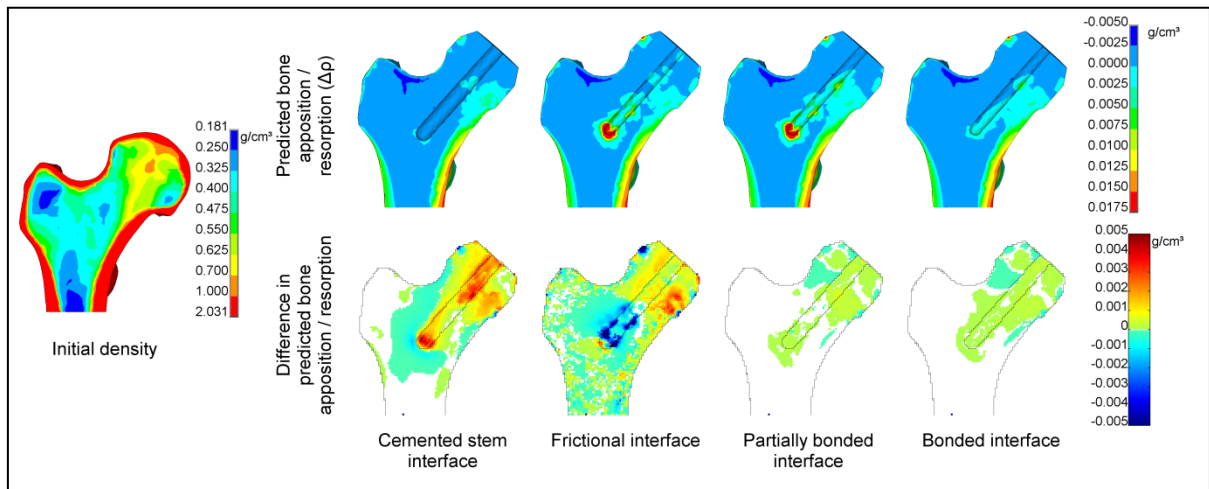 Predicted bone
apposition /
resorption (Δρ)
-0.0050
-0.0025
-0.0000
0.0050
0.0075
0.0100
0.0125
0.0150
0.0175
g/cm³
0.181
0.250
0.325
0.400
0.475
0.550
0.625
0.700
1.000
2.031
g/cm³
Initial density
Difference in
predicted bone
apposition / resorption
0.005
0.004
0.003
0.002
0.001
0
-0.001
-0.002
-0.003
-0.004
-0.005
g/cm³
Cemented stem
interface
Frictional interface
Partially bonded
interface
Bonded interface